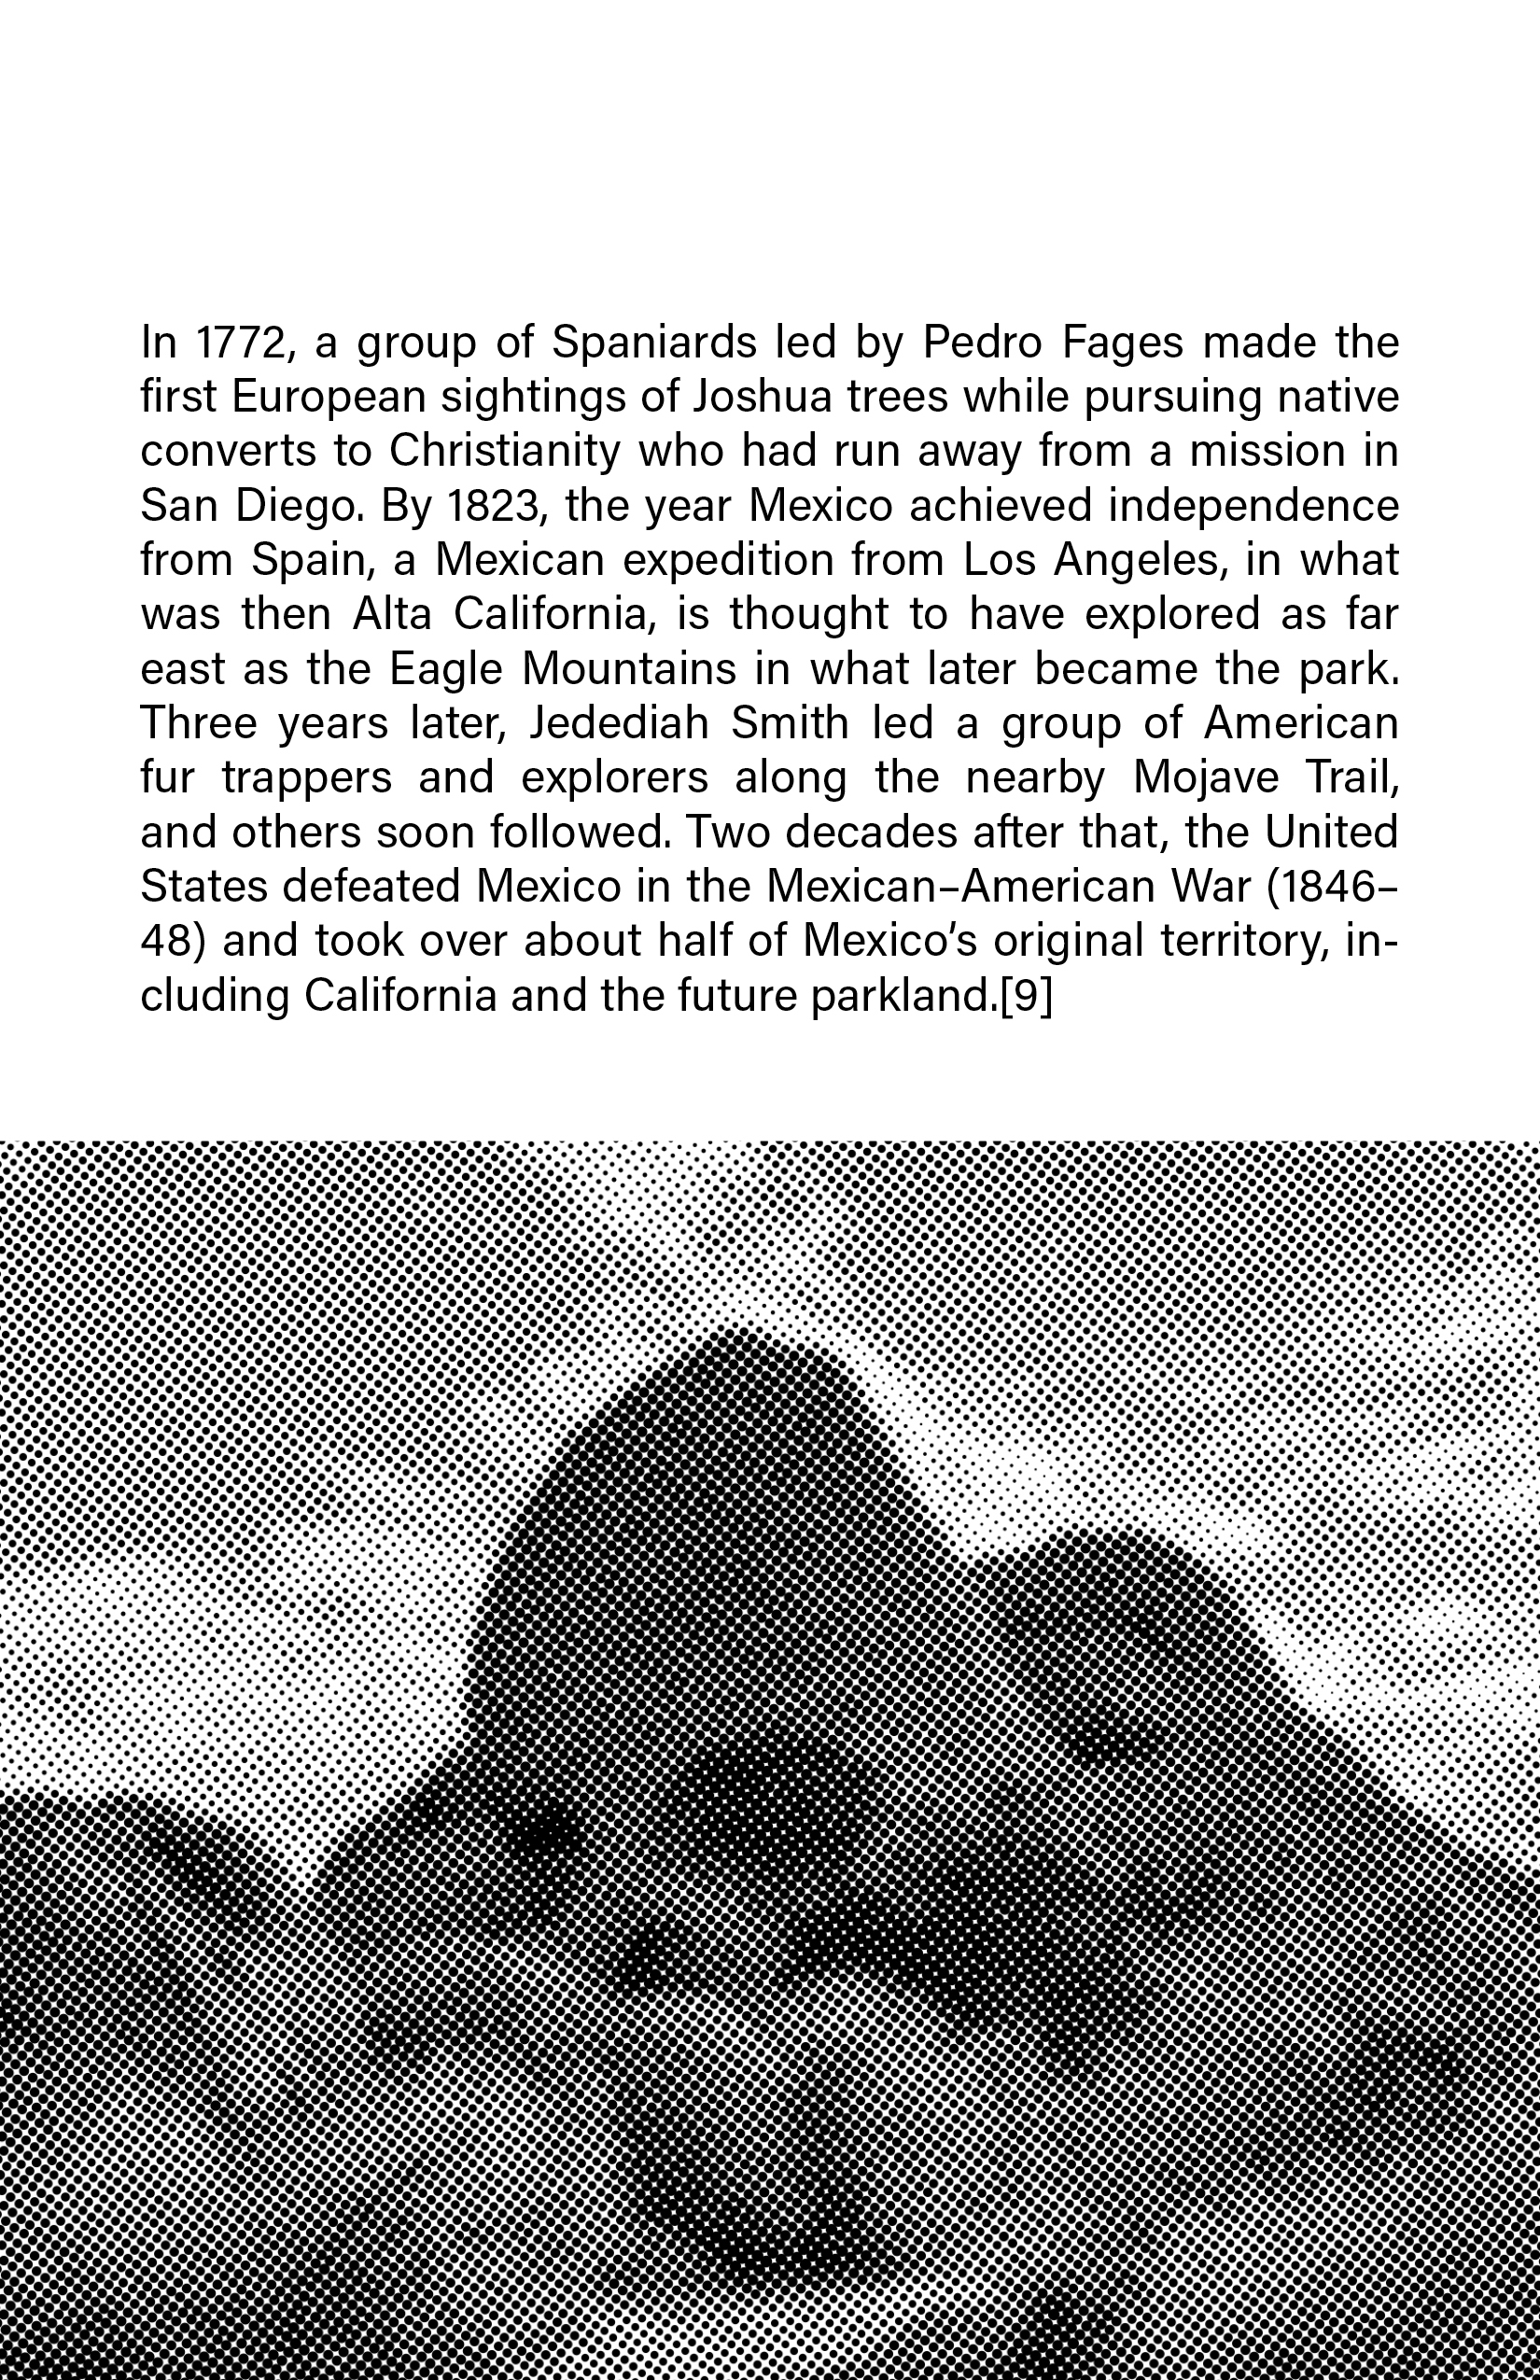 In 1772, a group of Spaniards led by Pedro Fages made the
first European sightings of Joshua trees while pursuing native
converts to Christianity who had run away from a mission in
San Diego. By 1823, the year Mexico achieved independence
from Spain, a Mexican expedition from Los Angeles, in what
was then Alta California, is thought to have explored as far
east as the Eagle Mountains in what later became the park.
Three years later, Jedediah Smith led a group of American
fur trappers and explorers along the nearby Mojave Trail,
and others soon followed. Two decades after that, the United
States defeated Mexico in the Mexican–American War (1846–
48) and took over about half of Mexico’s original territory, in-
cluding California and the future parkland.[9]